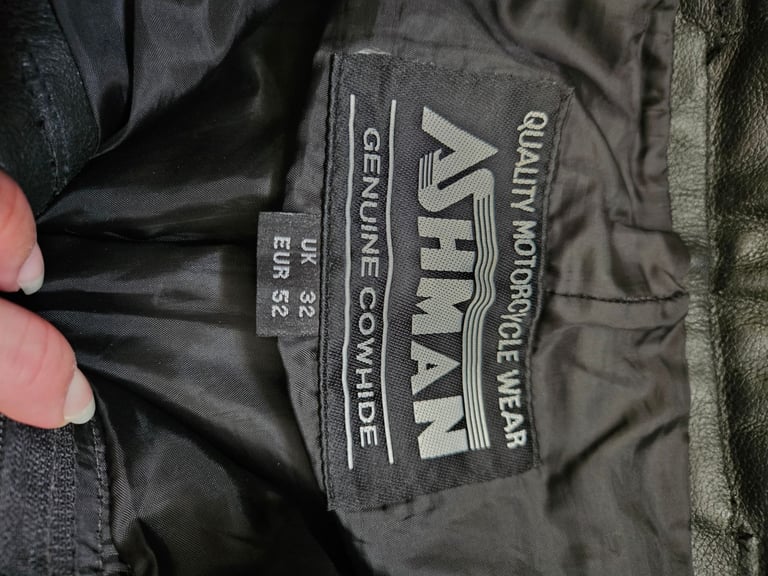 QUALITY MOTORCYCLE WEAR
ASHMAN
GENUINE COWHIDE
UK 32
EUR 52